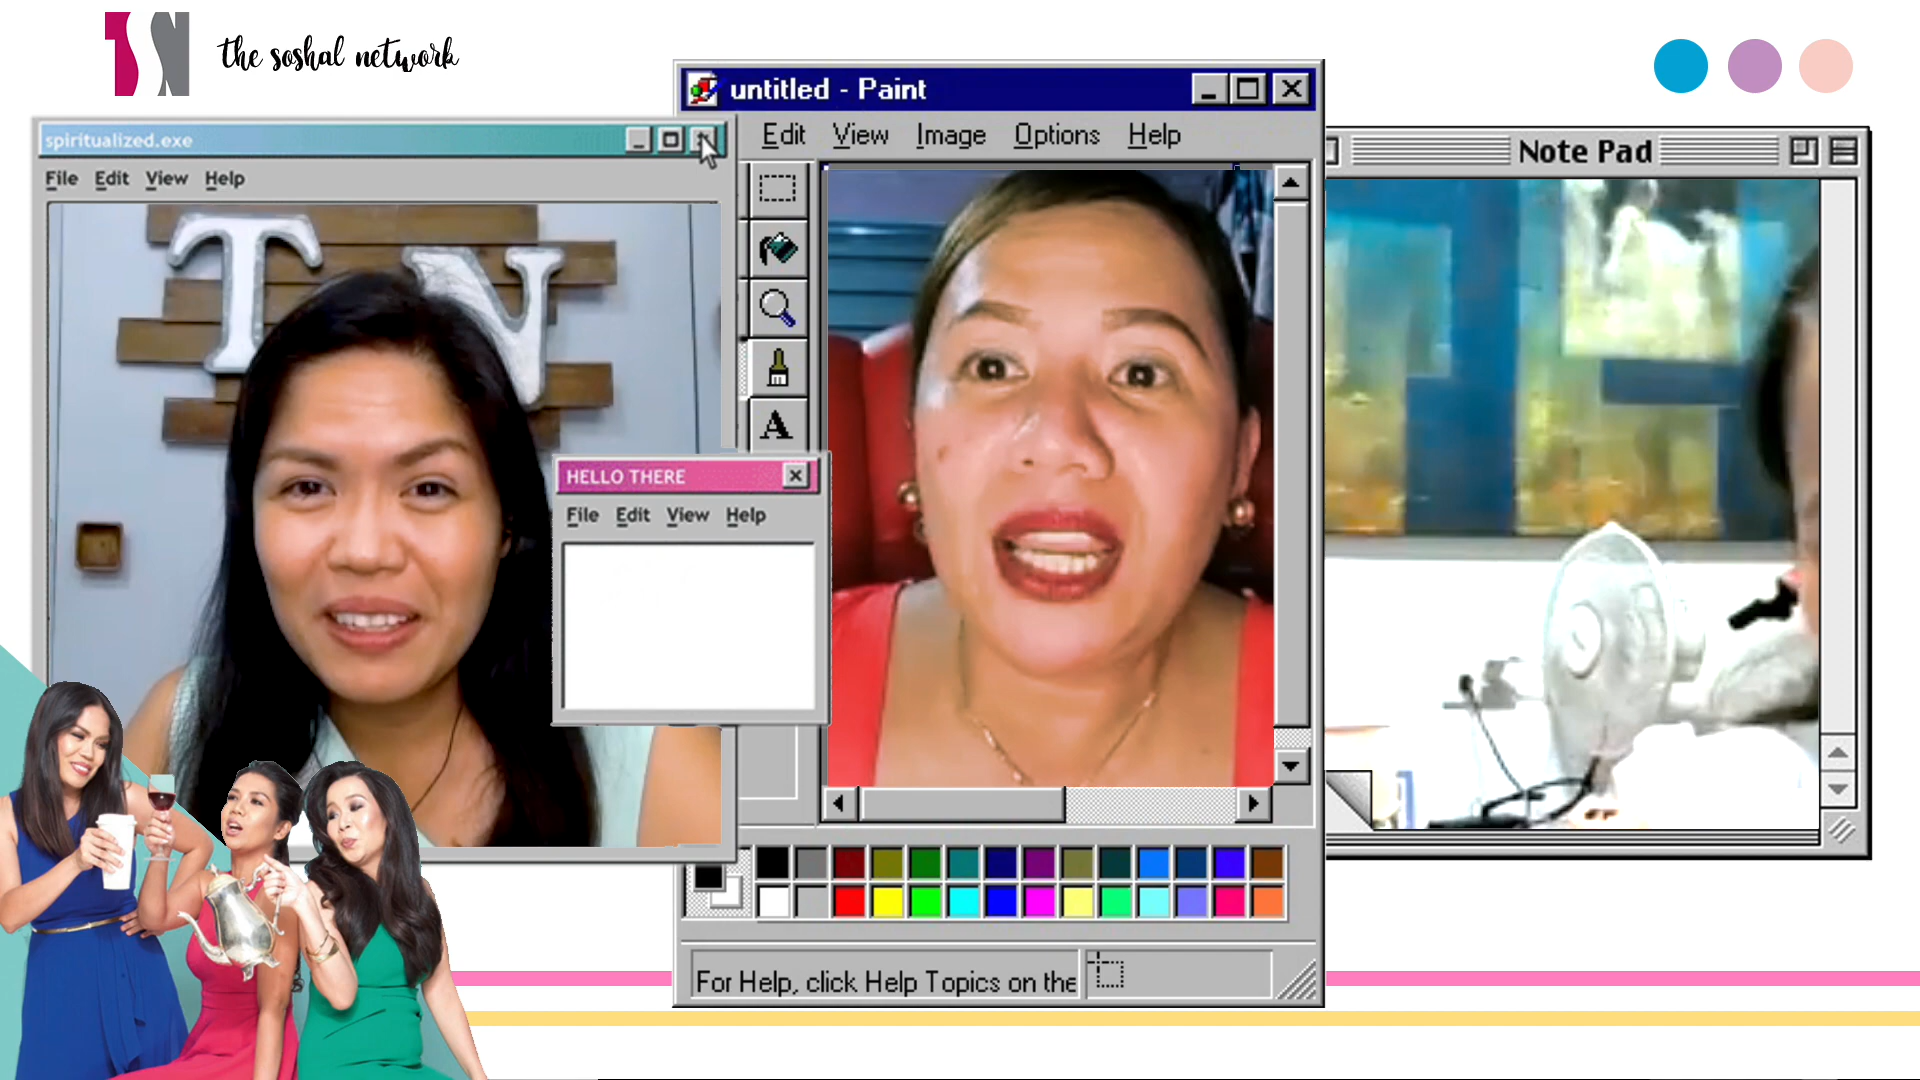 TSN
the soshal network
spiritualized.exe
File Edit View Help
T N
untitled - Paint
Edit View Image Options Help
A
HELLO THERE
File Edit View Help
For Help, click Help Topics on the
Note Pad